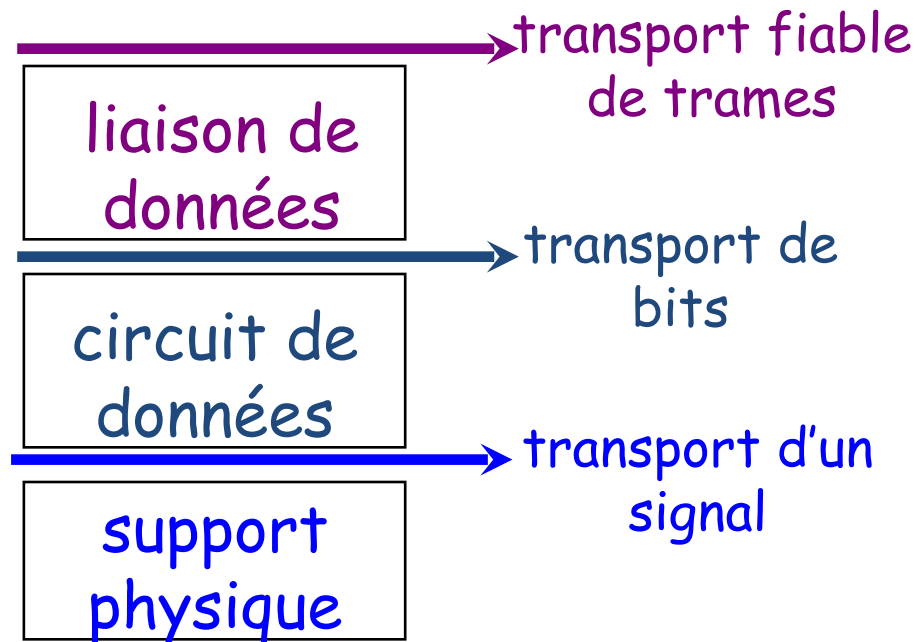 transport fiable
de trames
liaison de
données
transport de
bits
circuit de
données
transport d’un
signal
support
physique